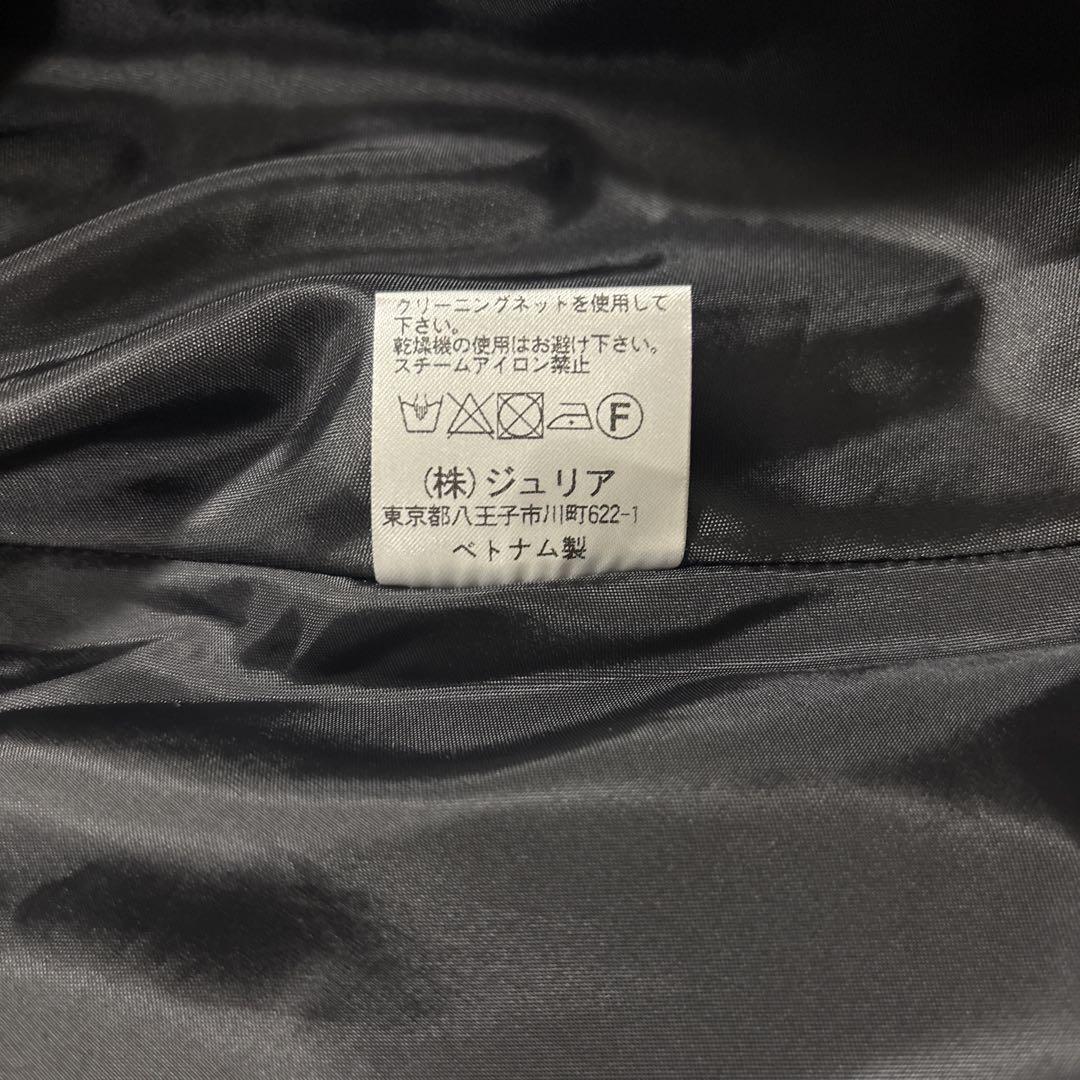 クリーニングネットを使用して
下さい。
乾燥機の使用はお避け下さい。
スチームアイロン禁止
F
(株)ジュリア
東京都八王子市川町622-1
ベトナム製